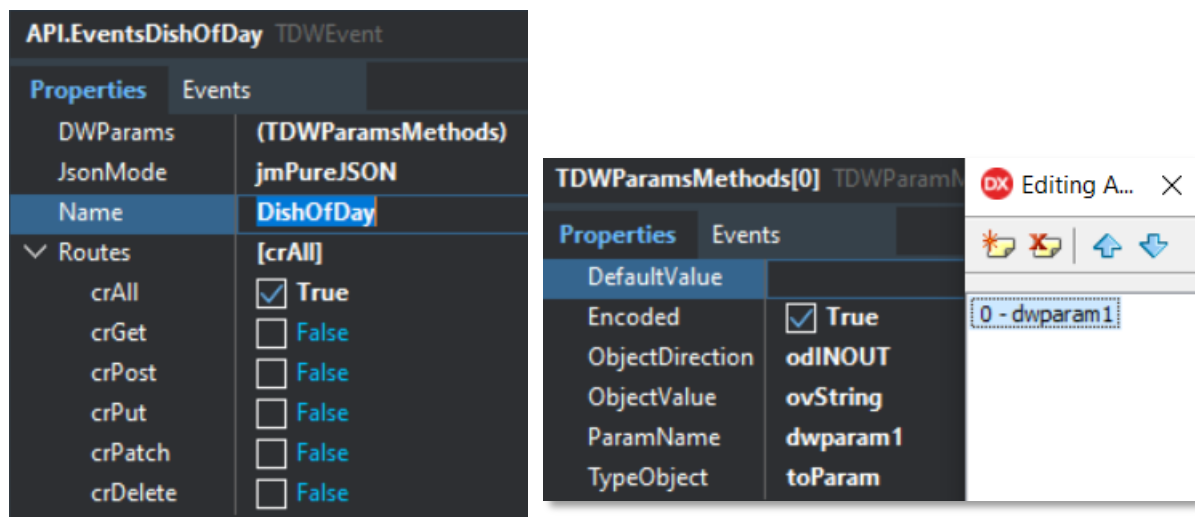 API.EventsDishOfDay TDWEvent
Properties Events
DWParams (TDWParamsMethods)
JsonMode jmPureJSON
Name DishOfDay
Routes [crAll]
crAll True
crGet False
crPost False
crPut False
crPatch False
crDelete False
TDWParamsMethods[0]
Properties Events
DefaultValue
Encoded True
ObjectDirection odINOUT
ObjectValue ovString
ParamName dwparam1
TypeObject toParam
DX Editing A...
0 - dwparam1